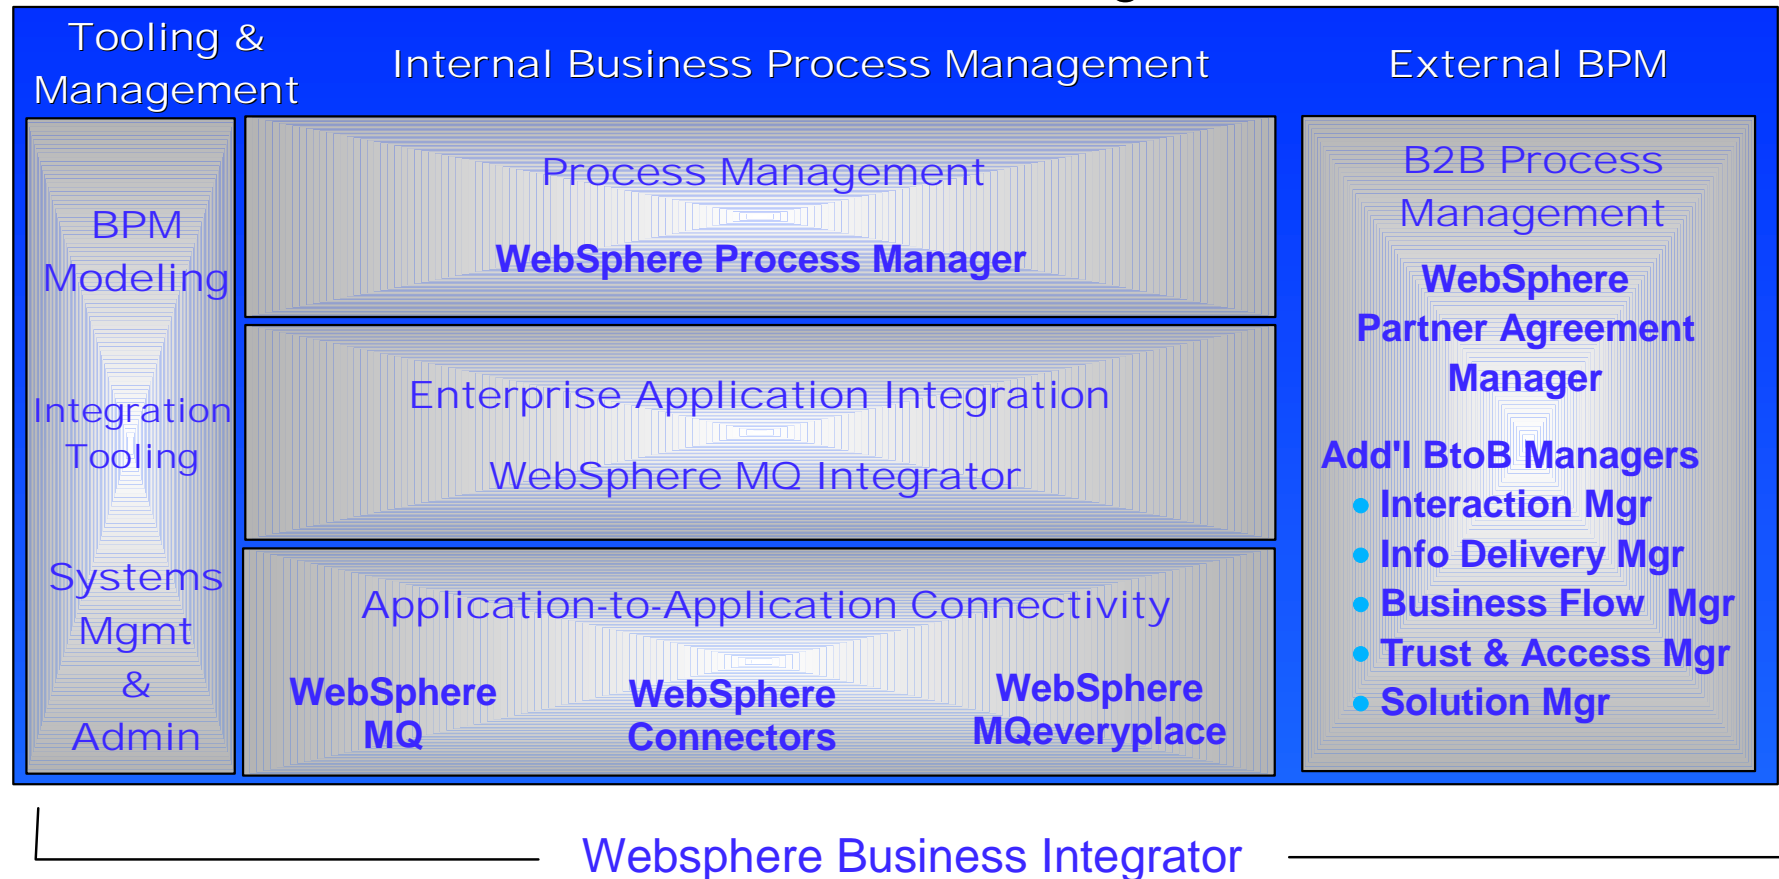 Tooling &
Management
Internal Business Process Management
External BPM
BPM
Modeling
Integration
Tooling
Systems
Mgmt
&
Admin
Process Management
WebSphere Process Manager
Enterprise Application Integration
WebSphere MQ Integrator
Application-to-Application Connectivity
WebSphere
MQ
WebSphere
Connectors
WebSphere
MQeveryplace
B2B Process
Management
WebSphere
Partner Agreement
Manager
Add'l BtoB Managers
• Interaction Mgr
• Info Delivery Mgr
• Business Flow Mgr
• Trust & Access Mgr
• Solution Mgr
Websphere Business Integrator